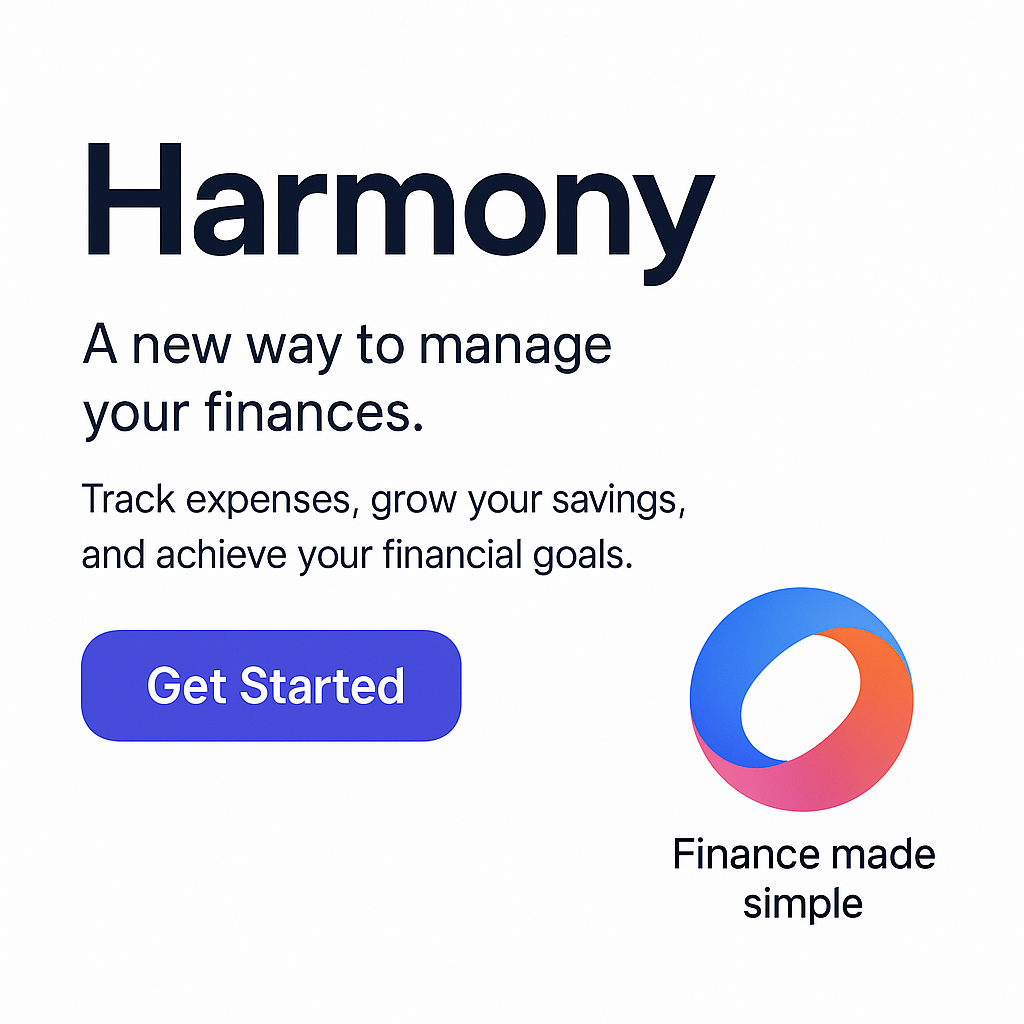 Harmony
A new way to manage
your finances.
Track expenses, grow your savings,
and achieve your financial goals.
Get Started
Finance made
simple